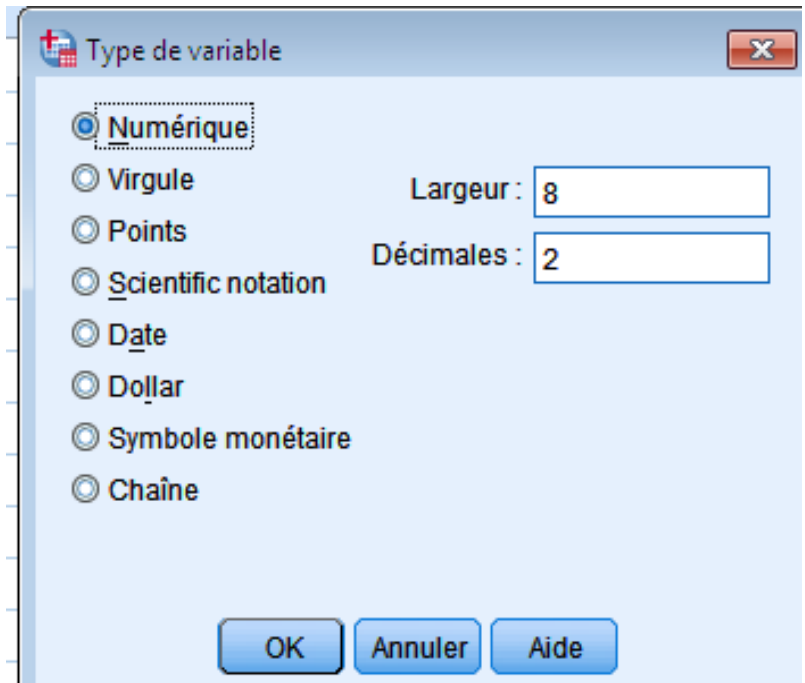 Type de variable
Numérique
Virgule
Largeur : 8
Points
Décimales : 2
Scientific notation
Date
Dollar
Symbole monétaire
Chaîne
OK Annuler Aide